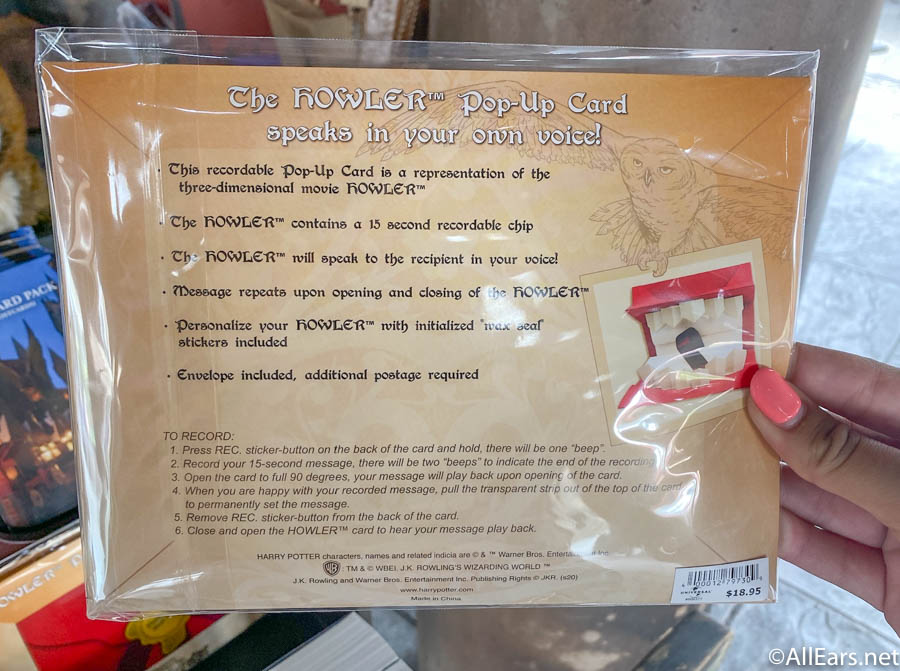 The HOWLER™ Pop-Up Card
speaks in your own voice!
· This recordable Pop-Up Card is a representation of the
three-dimensional movie HOWLER™
· The HOWLER™ contains a 15 second recordable chip
· The HOWLER™ will speak to the recipient in your voice!
· Message repeats upon opening and closing of the HOWLER™
· Personalize your HOWLER™ with initialized "wax seal"
stickers included
· Envelope included, additional postage required
TO RECORD:
1. Press REC. sticker-button on the back of the card and hold, there will be one "beep".
2. Record your 15-second message, there will be two "beeps" to indicate the end of the recording
3. Open the card to full 90 degrees, your message will play back upon opening of the card.
4. When you are happy with your recorded message, pull the transparent strip out of the top of the card
to permanently set the message.
5. Remove REC. sticker-button from the back of the card.
6. Close and open the HOWLER™ card to hear your message play back.
HARRY POTTER characters, names and related indicia are © & ™ Warner Bros. Entertainment Inc.
WB : TM & © WBEI. J.K. ROWLING'S WIZARDING WORLD ™
J.K. Rowling and Warner Bros. Entertainment Inc. Publishing Rights © JKR. (s20)
www.harrypotter.com
Made in China
UNIVERSAL
$18.95
ARD PACK
HOWLER
©AllEars.net